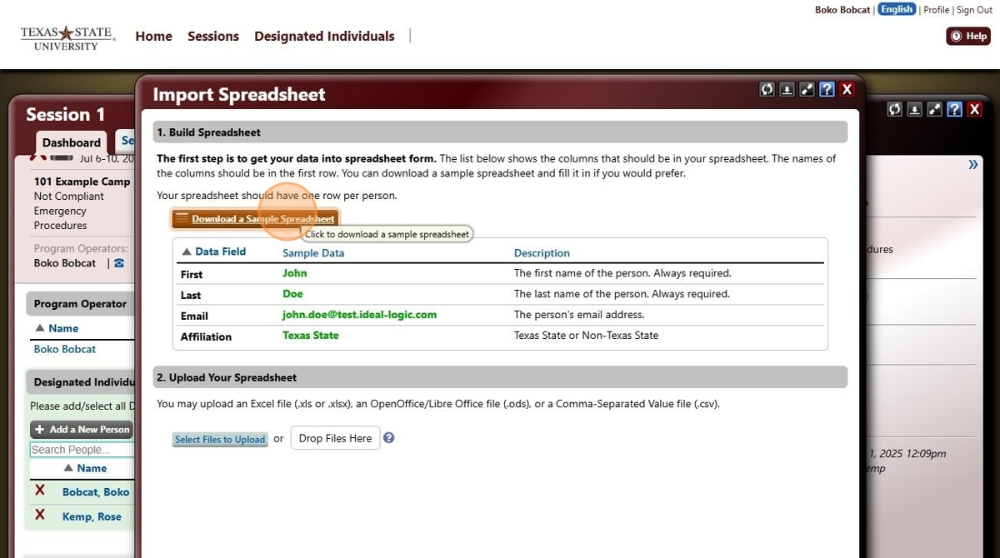 Boko Bobcat | English | Profile | Sign Out
TEXAS STATE
UNIVERSITY
Home Sessions Designated Individuals |
Help
Import Spreadsheet
Session 1
Dashboard Se
Jul 6-10, 20
101 Example Camp
Not Compliant
Emergency
Procedures
Program Operators:
Boko Bobcat |
Program Operator
Name
Boko Bobcat
Designated Individu
Please add/select all D
+ Add a New Person
Search People...
Name
X Bobcat, Boko
X Kemp, Rose
1. Build Spreadsheet
The first step is to get your data into spreadsheet form. The list below shows the columns that should be in your spreadsheet. The names of
the columns should be in the first row. You can download a sample spreadsheet and fill it in if you would prefer.
Your spreadsheet should have one row per person.
Download a Sample Spreadsheet
Click to download a sample spreadsheet
Data Field Sample Data Description
First John The first name of the person. Always required.
Last Doe The last name of the person. Always required.
Email john.doe@test.ideal-logic.com The person's email address.
Affiliation Texas State Texas State or Non-Texas State
2. Upload Your Spreadsheet
You may upload an Excel file (.xls or .xlsx), an OpenOffice/Libre Office file (.ods), or a Comma-Separated Value file (.csv).
Select Files to Upload or Drop Files Here ?
»
dures
1, 2025 12:09pm
emp